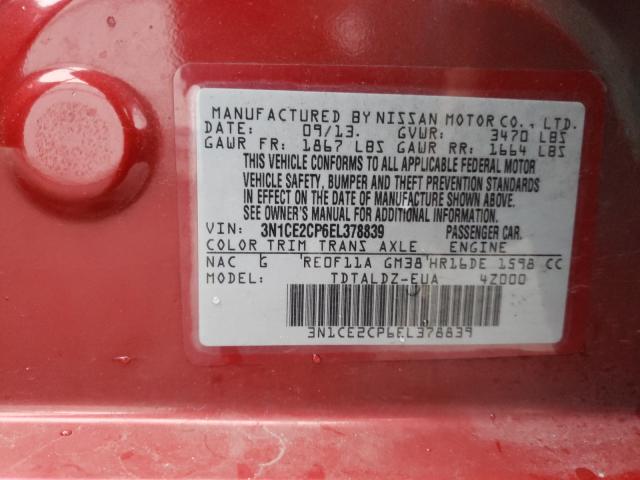 MANUFACTURED BY NISSAN MOTOR CO., LTD.
DATE: 09/13. GVWR: 3470 LBS
GAWR FR: 1867 LBS GAWR RR: 1664 LBS
THIS VEHICLE CONFORMS TO ALL APPLICABLE FEDERAL MOTOR
VEHICLE SAFETY, BUMPER AND THEFT PREVENTION STANDARDS
IN EFFECT ON THE DATE OF MANUFACTURE SHOWN ABOVE.
SEE OWNER'S MANUAL FOR ADDITIONAL INFORMATION.
VIN: 3N1CE2CP6EL378839 PASSENGER CAR.
COLOR TRIM TRANS AXLE ENGINE
NAC G RE0F11A GM38 HR16DE 1598 CC
MODEL: TDTALDZ-EUA 4Z000
3N1CE2CP6EL378839